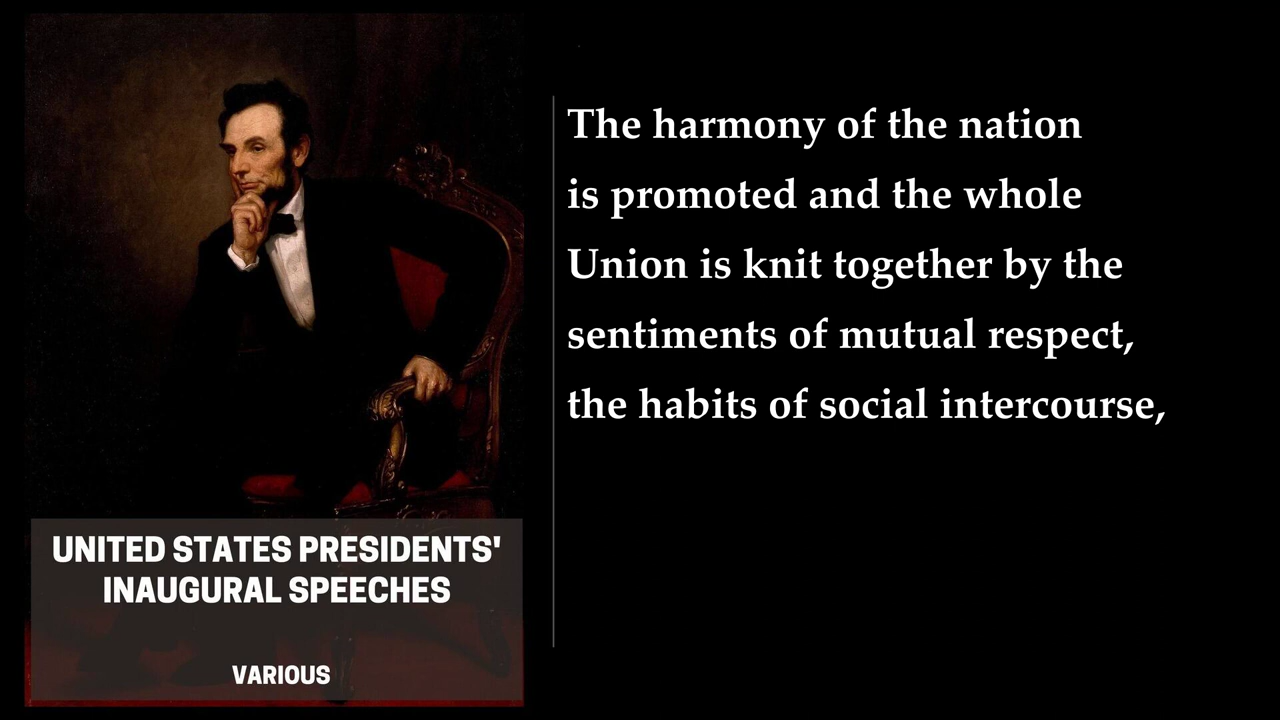 The harmony of the nation
is promoted and the whole
Union is knit together by the
sentiments of mutual respect,
the habits of social intercourse,
UNITED STATES PRESIDENTS'
INAUGURAL SPEECHES
VARIOUS